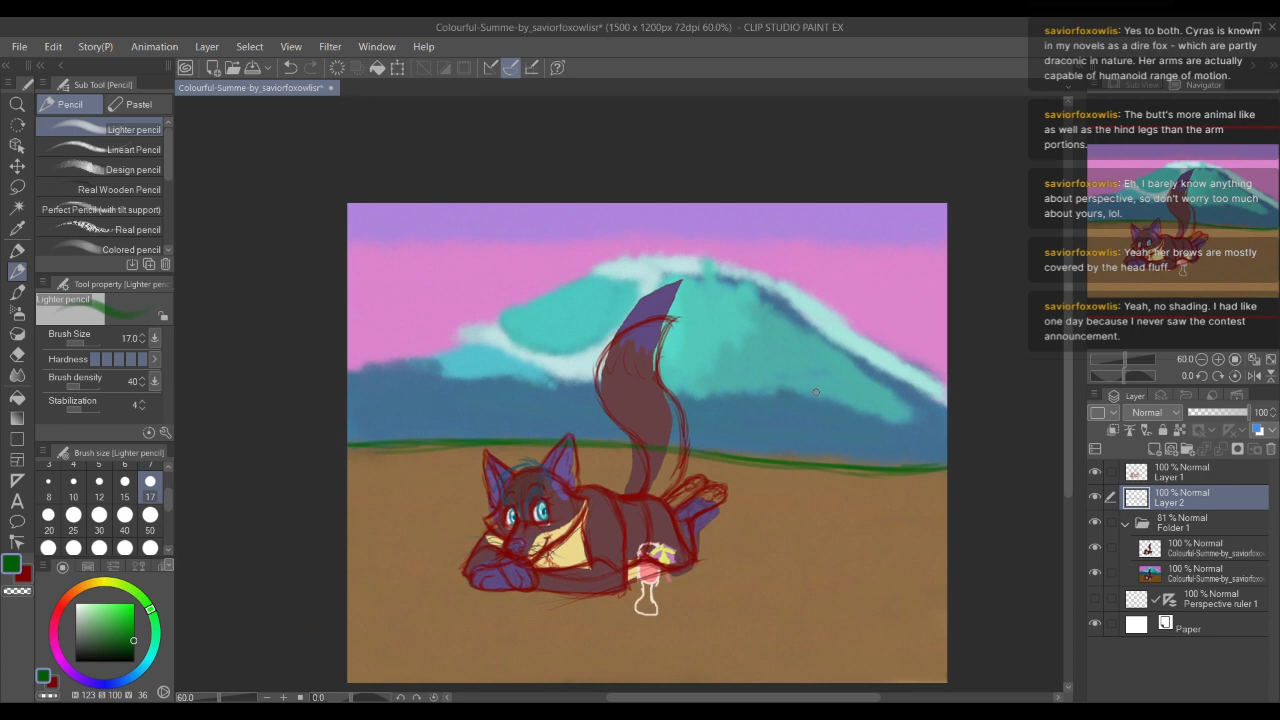 Colourful-Summe-by_saviorfoxowlisr* (1500 x 1200px 72dpi 60.0%)  - CLIP STUDIO PAINT EX
File Edit Story(P) Animation Layer Select View Filter Window Help
Sub Tool [Pencil]
Colourful-Summe-by_saviorfoxowlisr*
Pencil Pastel
Lighter pencil
Lineart Pencil
Design pencil
Real Wooden Pencil
Perfect Pencil (with tilt support)
Real pencil
Colored pencil
Tool property [Lighter penc
Lighter pencil
Brush Size 17.0
Hardness
Brush density 40
Stabilization 4
Brush size [Lighter pencil]
3 4 5 6 7
8 10 12 15 17
20 25 30 40 50
H 123 S 100 V 36
60.0 0.0
saviorfoxowlis: Yes to both. Cyras is known
in my novels as a dire fox - which are partly
draconic in nature. Her arms are actually
capable of humanoid range of motion.
Navigator
saviorfoxowlis: The butt's more animal like
as well as the hind legs than the arm
portions.
saviorfoxowlis: Eh, I barely know anything
about perspective, so don't worry too much
about yours, lol.
saviorfoxowlis: Yeah, her brows are mostly
covered by the head fluff.
saviorfoxowlis: Yeah, no shading. I had like
one day because I never saw the contest
announcement.
60.0
0.0
Layer
Normal 100
100 % Normal
Layer 1
100 % Normal
Layer 2
81 % Normal
Folder 1
100 % Normal
Colourful-Summe-by_saviorfoxo
100 % Normal
Colourful-Summe-by_saviorfoxo
100 % Normal
Perspective ruler 1
Paper